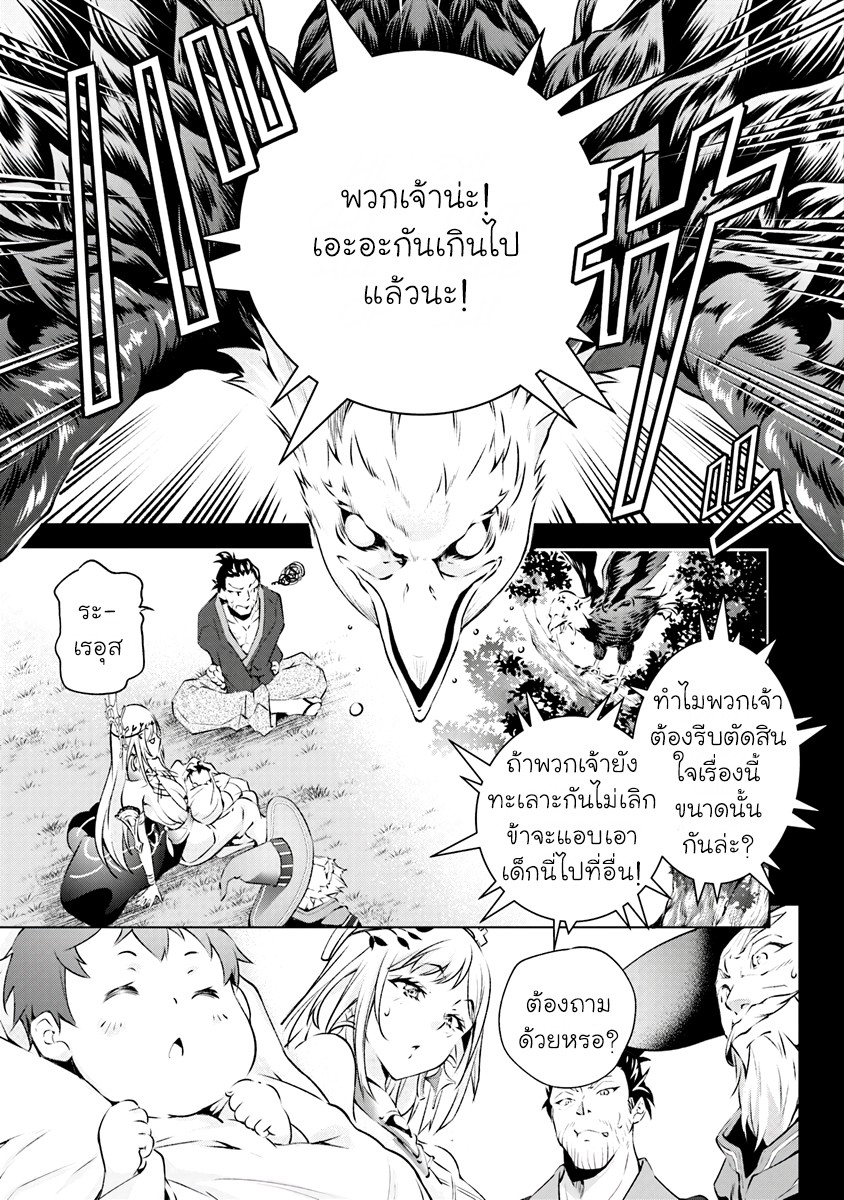 พวกเจ้าน่ะ!
เอะอะกันเกินไป
แล้วนะ!
ระ-
เรอุส
ทำไมพวกเจ้า
ต้องรีบตัดสิน
ใจเรื่องนี้
ขนาดนั้น
กันล่ะ?
ถ้าพวกเจ้ายัง
ทะเลาะกันไม่เลิก
ข้าจะแอบเอา
เด็กนี่ไปที่อื่น!
ต้องถาม
ด้วยหรอ?